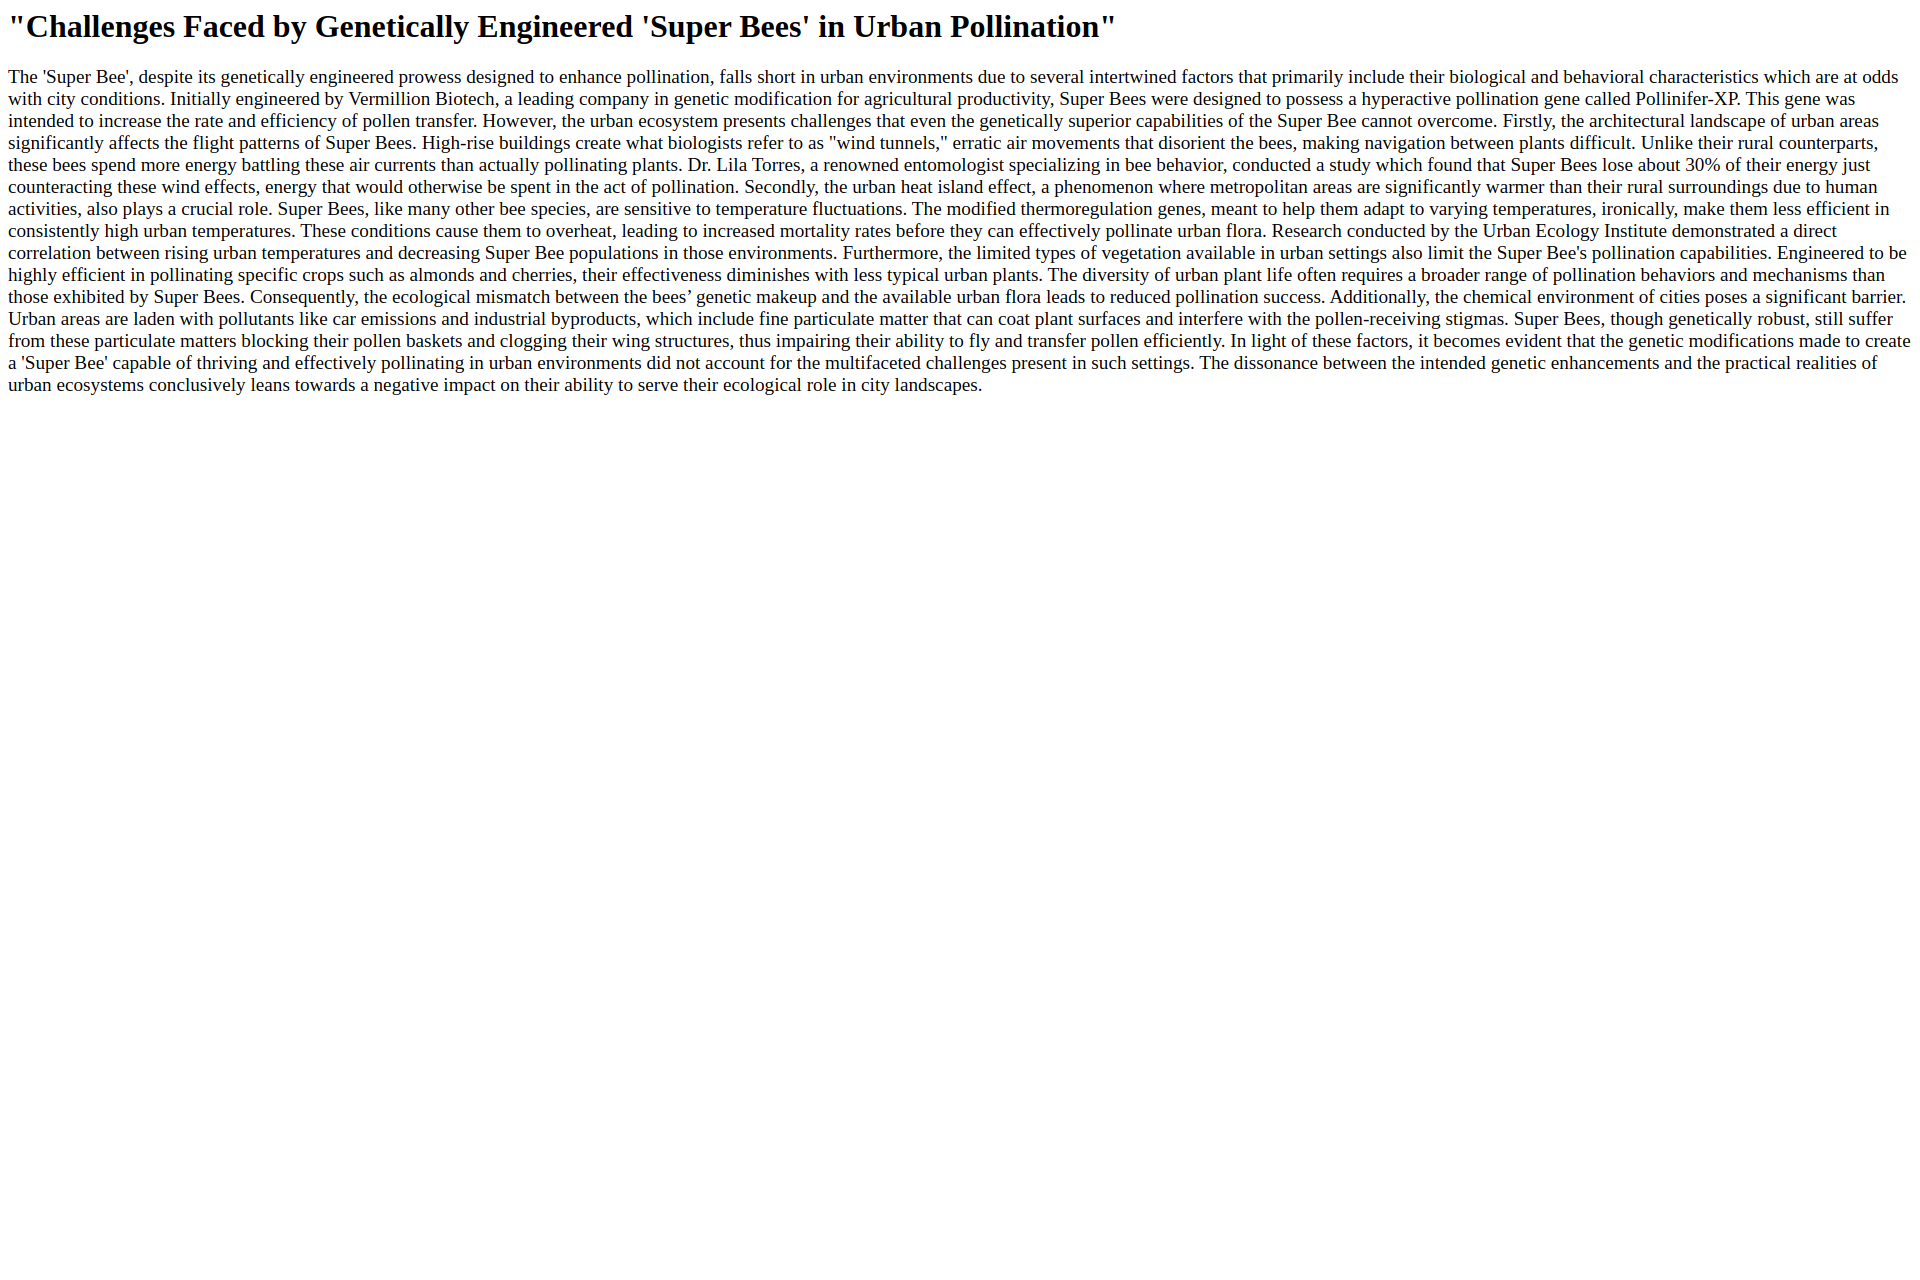 "Challenges Faced by Genetically Engineered 'Super Bees' in Urban Pollination"
The 'Super Bee', despite its genetically engineered prowess designed to enhance pollination, falls short in urban environments due to several intertwined factors that primarily include their biological and behavioral characteristics which are at odds
with city conditions. Initially engineered by Vermillion Biotech, a leading company in genetic modification for agricultural productivity, Super Bees were designed to possess a hyperactive pollination gene called Pollinifer-XP. This gene was
intended to increase the rate and efficiency of pollen transfer. However, the urban ecosystem presents challenges that even the genetically superior capabilities of the Super Bee cannot overcome. Firstly, the architectural landscape of urban areas
significantly affects the flight patterns of Super Bees. High-rise buildings create what biologists refer to as "wind tunnels," erratic air movements that disorient the bees, making navigation between plants difficult. Unlike their rural counterparts,
these bees spend more energy battling these air currents than actually pollinating plants. Dr. Lila Torres, a renowned entomologist specializing in bee behavior, conducted a study which found that Super Bees lose about 30% of their energy just
counteracting these wind effects, energy that would otherwise be spent in the act of pollination. Secondly, the urban heat island effect, a phenomenon where metropolitan areas are significantly warmer than their rural surroundings due to human
activities, also plays a crucial role. Super Bees, like many other bee species, are sensitive to temperature fluctuations. The modified thermoregulation genes, meant to help them adapt to varying temperatures, ironically, make them less efficient in
consistently high urban temperatures. These conditions cause them to overheat, leading to increased mortality rates before they can effectively pollinate urban flora. Research conducted by the Urban Ecology Institute demonstrated a direct
correlation between rising urban temperatures and decreasing Super Bee populations in those environments. Furthermore, the limited types of vegetation available in urban settings also limit the Super Bee's pollination capabilities. Engineered to be
highly efficient in pollinating specific crops such as almonds and cherries, their effectiveness diminishes with less typical urban plants. The diversity of urban plant life often requires a broader range of pollination behaviors and mechanisms than
those exhibited by Super Bees. Consequently, the ecological mismatch between the bees’ genetic makeup and the available urban flora leads to reduced pollination success. Additionally, the chemical environment of cities poses a significant barrier.
Urban areas are laden with pollutants like car emissions and industrial byproducts, which include fine particulate matter that can coat plant surfaces and interfere with the pollen-receiving stigmas. Super Bees, though genetically robust, still suffer
from these particulate matters blocking their pollen baskets and clogging their wing structures, thus impairing their ability to fly and transfer pollen efficiently. In light of these factors, it becomes evident that the genetic modifications made to create
a 'Super Bee' capable of thriving and effectively pollinating in urban environments did not account for the multifaceted challenges present in such settings. The dissonance between the intended genetic enhancements and the practical realities of
urban ecosystems conclusively leans towards a negative impact on their ability to serve their ecological role in city landscapes.